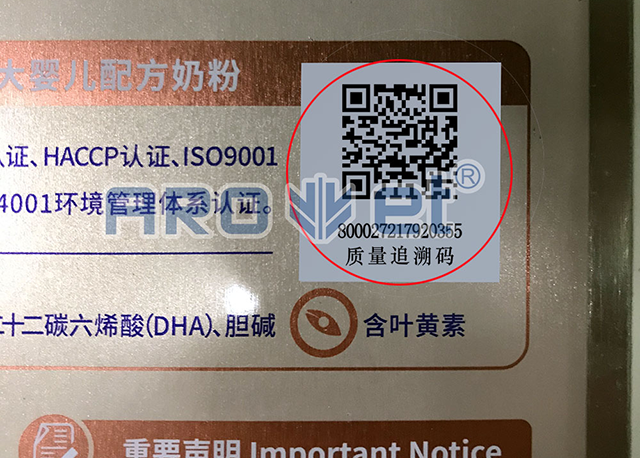 大婴儿配方奶粉
认证、HACCP认证、ISO9001
4001环境管理体系认证。
AROPI®
800027217920355
质量追溯码
二十二碳六烯酸(DHA)、胆碱
含叶黄素
重要声明 Important Notice